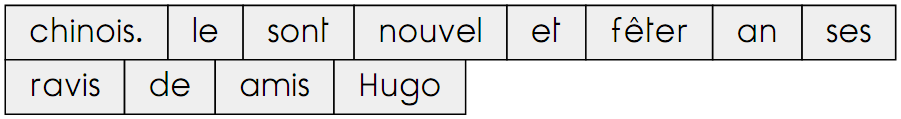 chinois. le sont nouvel et fêter an ses
ravis de amis Hugo